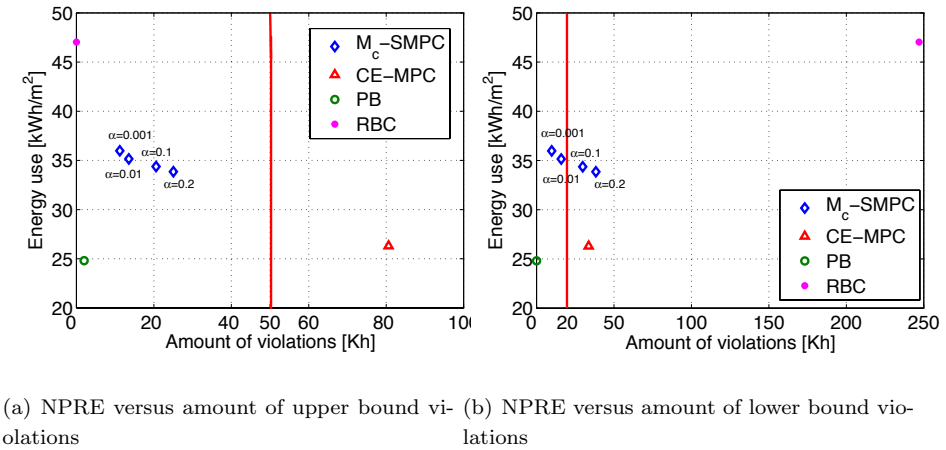 50
45
40
35
30
25
20
Energy use [kWh/m²]
α=0.001
α=0.1
α=0.01
α=0.2
M_c−SMPC
CE−MPC
PB
RBC
0 20 40 50 60 80 100
Amount of violations [Kh]
50
45
40
35
30
25
20
Energy use [kWh/m²]
α=0.001
α=0.1
α=0.01
α=0.2
M_c−SMPC
CE−MPC
PB
RBC
0 20 50 100 150 200 250
Amount of violations [Kh]
(a) NPRE versus amount of upper bound vi-
olations
(b) NPRE versus amount of lower bound vio-
lations